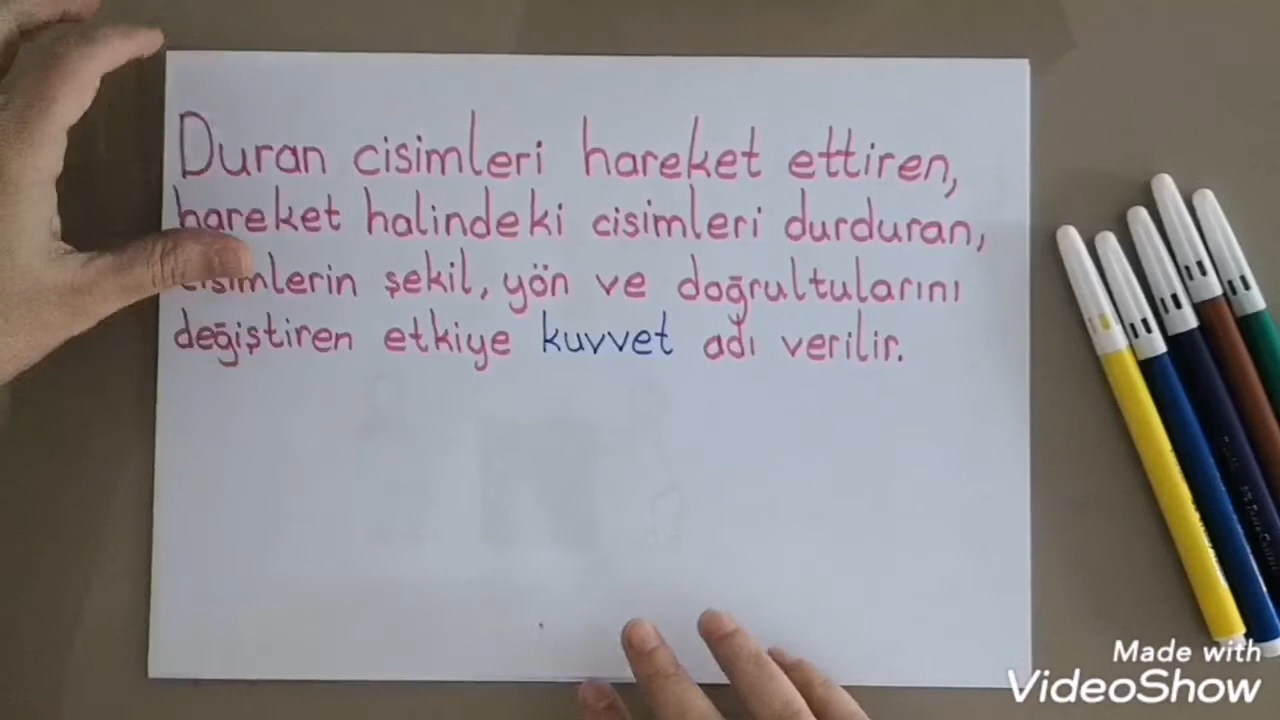 Duran cisimleri hareket ettiren,
hareket halindeki cisimleri durduran,
cisimlerin şekil, yön ve doğrultularını
değiştiren etkiye kuvvet adı verilir.
Made with
VideoShow